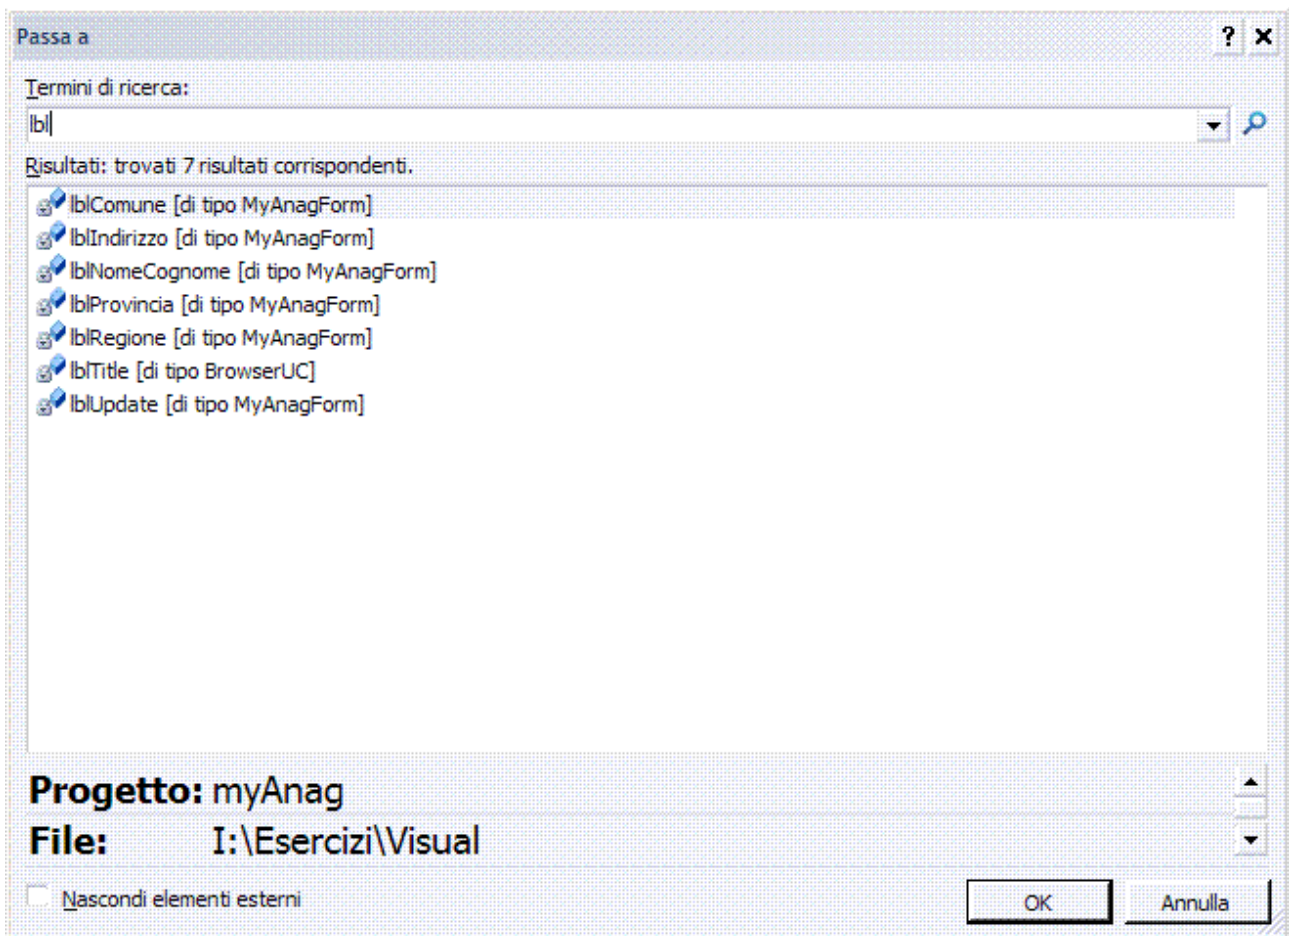 Passa a
Termini di ricerca:
lbl
Risultati: trovati 7 risultati corrispondenti.
lblComune [di tipo MyAnagForm]
lblIndirizzo [di tipo MyAnagForm]
lblNomeCognome [di tipo MyAnagForm]
lblProvincia [di tipo MyAnagForm]
lblRegione [di tipo MyAnagForm]
lblTitle [di tipo BrowserUC]
lblUpdate [di tipo MyAnagForm]
Progetto: myAnag
File: I:\Esercizi\Visual
Nascondi elementi esterni
OK Annulla